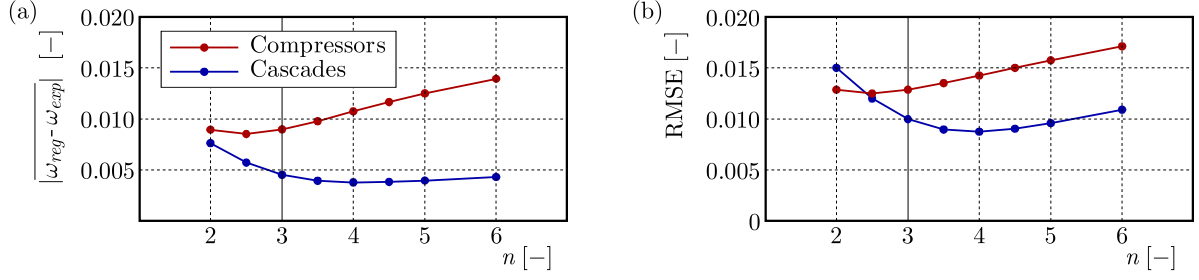 (a)
|ω_reg - ω_exp| [−]
0.020
0.015
0.010
0.005
Compressors
Cascades
2 3 4 5 6
n [−]
(b)
RMSE [−]
0.020
0.015
0.010
0.005
0
2 3 4 5 6
n [−]